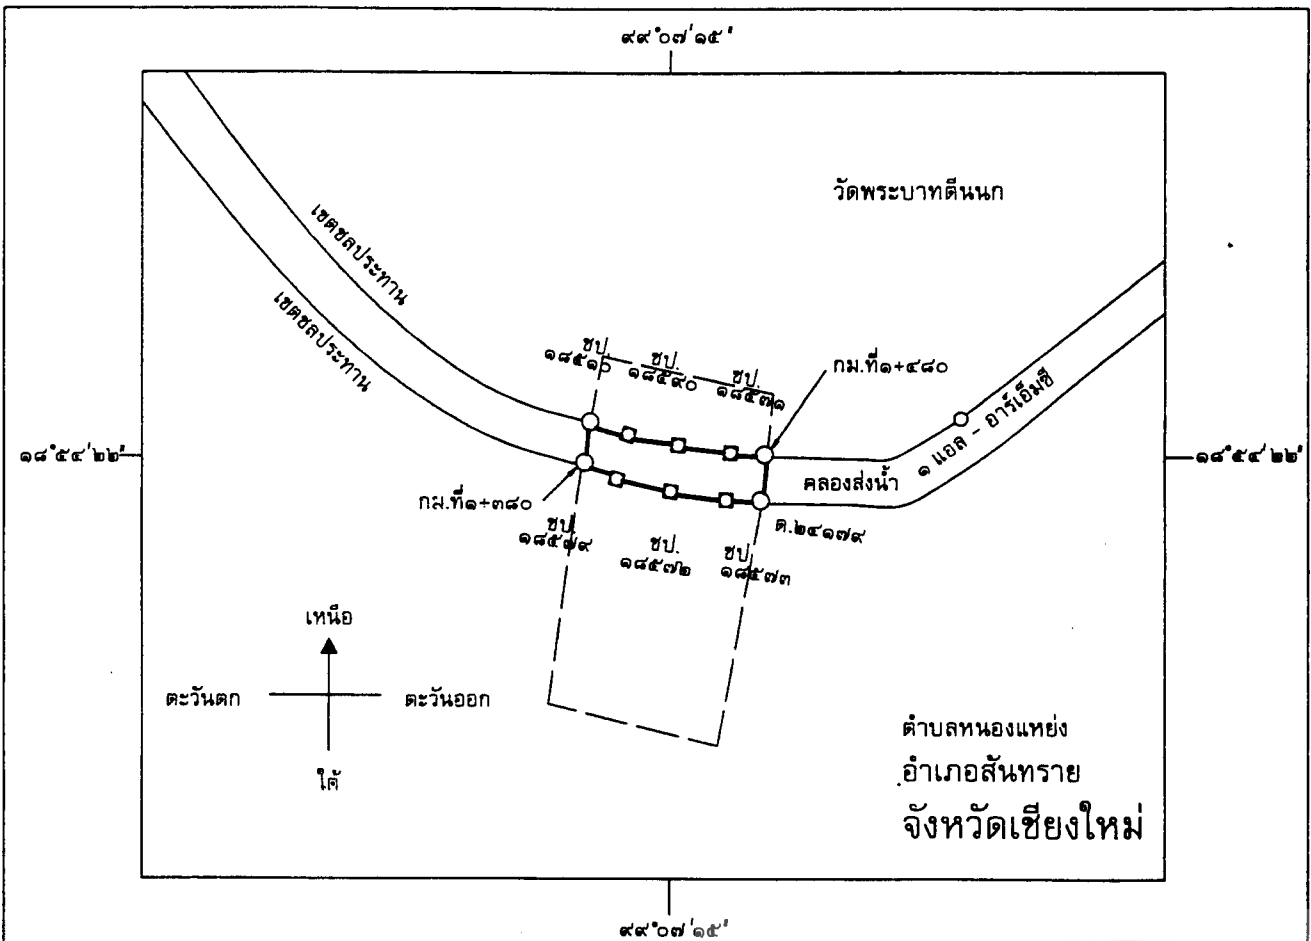 ๙๙°๐๗'๑๕"
วัดพระบาทตีนนก
เขตชลประทาน
เขตชลประทาน
ชป.
๑๘๕๑๐
ชป.
๑๘๕๙๐
ชป.
๑๘๕๗๑
กม.ที่๑+๔๘๐
๑๘°๕๔'๒๒"
๑๘°๕๔'๒๒"
๑ แอล - อาร์เอ็มซี
คลองส่งน้ำ
กม.ที่๑+๓๘๐
ด.๒๔๑๗๙
ชป.
๑๘๕๗๙
ชป.
๑๘๕๗๒
ชป.
๑๘๕๗๓
เหนือ
ตะวันตก
ตะวันออก
ใต้
ตำบลหนองแหย่ง
อำเภอสันทราย
จังหวัดเชียงใหม่
๙๙°๐๗'๑๕"